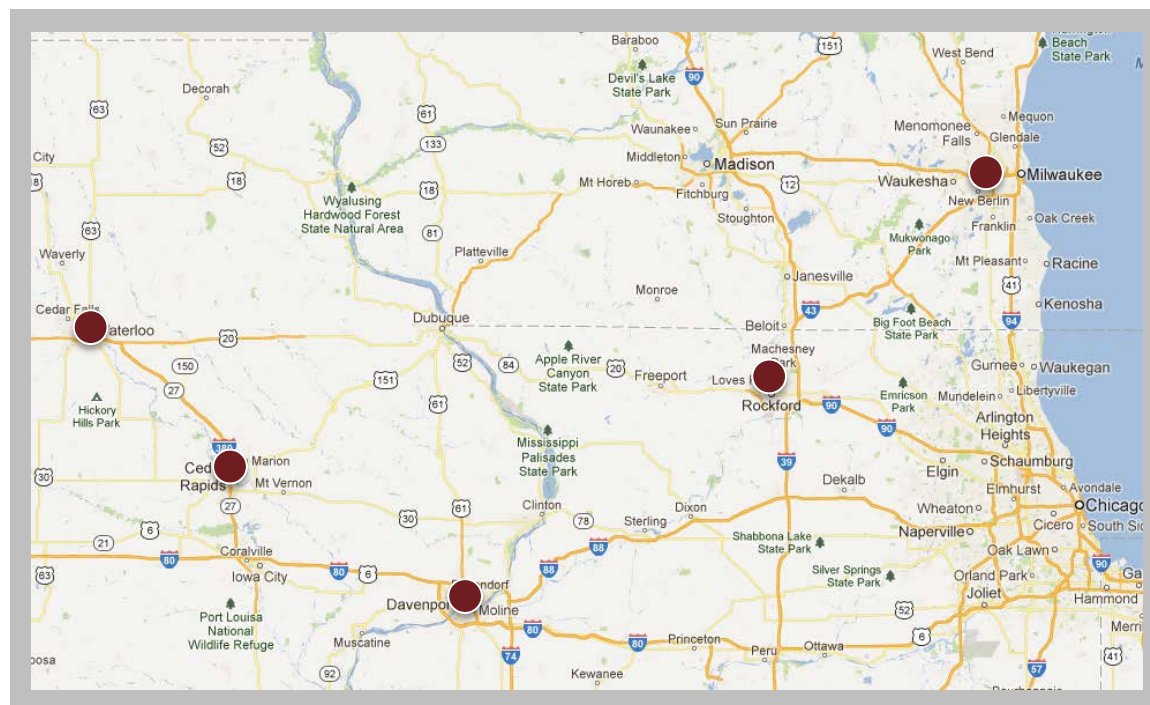 Baraboo
151
Beach
State Park
West Bend
90
Devil's Lake
State Park
Decorah
63
61
Mequon
Waunakee
Sun Prairie
Menomonee
Falls
Glendale
133
52
City
Middleton
Madison
Milwaukee
Waukesha
Mt Horeb
12
18
18
Fitchburg
New Berlin
Wyalusing
Hardwood Forest
State Natural Area
Stoughton
Oak Creek
Franklin
63
81
Mukwonago
Park
Waverly
Platteville
Mt Pleasant
Racine
Janesville
41
Monroe
Kenosha
Cedar Falls
43
Dubuque
94
Beloit
Big Foot Beach
State Park
aterloo
20
Machesney
Park
Apple River
Canyon
State Park
52
84
20
150
Gurnee
Waukegan
151
Freeport
Loves
27
Emricson
Park
Mundelein
Libertyville
61
Rockford
90
Hickory
Hills Park
Arlington
Heights
90
Mississippi
Palisades
State Park
380
Marion
39
Schaumburg
Elgin
Rapids
Mt Vernon
30
Dekalb
Elmhurst
Avondale
27
Clinton
61
Dixon
Wheaton
Chicago
30
78
Sterling
Cicero
South Si
6
Naperville
21
Shabbona Lake
State Park
88
Oak Lawn
Coralville
80
80
6
88
90
63
Iowa City
Silver Springs
State Park
Orland Park
Ga
Davenpor
Moline
Joliet
Hammond
52
Port Louisa
National
Wildlife Refuge
80
Merri
6
Muscatine
80
Princeton
Ottawa
74
Peru
41
92
57
Kewanee